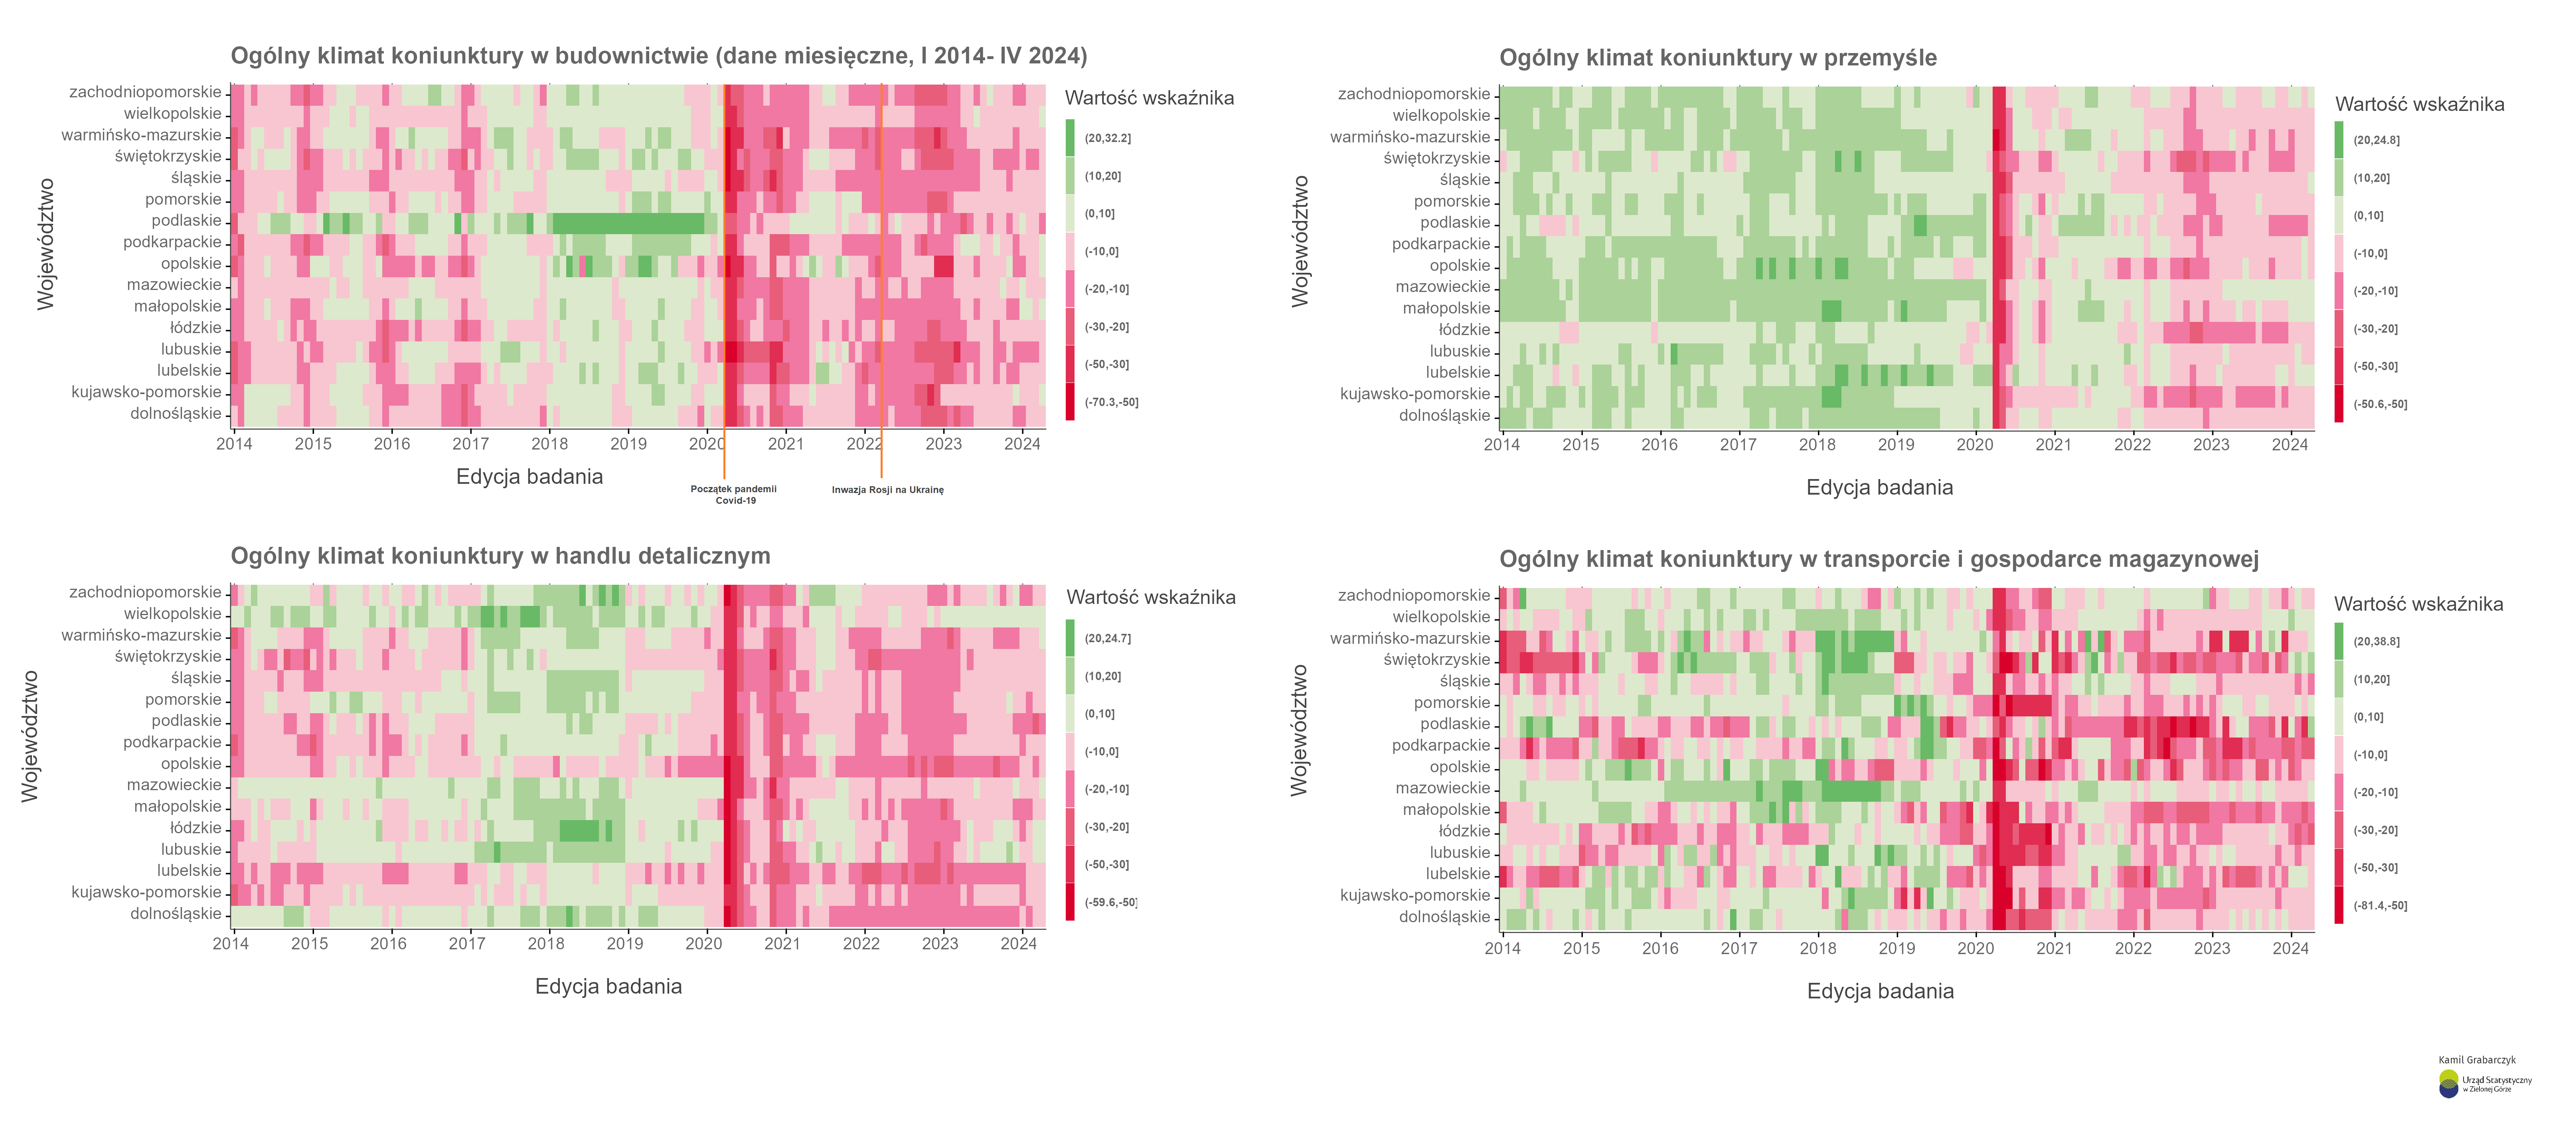 Ogólny klimat koniunktury w budownictwie (dane miesięczne, I 2014- IV 2024)
Województwo
zachodniopomorskie
wielkopolskie
warmińsko-mazurskie
świętokrzyskie
śląskie
pomorskie
podlaskie
podkarpackie
opolskie
mazowieckie
małopolskie
łódzkie
lubuskie
lubelskie
kujawsko-pomorskie
dolnośląskie
2014 2015 2016 2017 2018 2019 2020 2021 2022 2023 2024
Edycja badania
Początek pandemii
Covid-19
Inwazja Rosji na Ukrainę
Wartość wskaźnika
(20,32.2]
(10,20]
(0,10]
(-10,0]
(-20,-10]
(-30,-20]
(-50,-30]
(-70.3,-50]
Ogólny klimat koniunktury w przemyśle
Województwo
zachodniopomorskie
wielkopolskie
warmińsko-mazurskie
świętokrzyskie
śląskie
pomorskie
podlaskie
podkarpackie
opolskie
mazowieckie
małopolskie
łódzkie
lubuskie
lubelskie
kujawsko-pomorskie
dolnośląskie
2014 2015 2016 2017 2018 2019 2020 2021 2022 2023 2024
Edycja badania
Wartość wskaźnika
(20,24.8]
(10,20]
(0,10]
(-10,0]
(-20,-10]
(-30,-20]
(-50,-30]
(-50.6,-50]
Ogólny klimat koniunktury w handlu detalicznym
Województwo
zachodniopomorskie
wielkopolskie
warmińsko-mazurskie
świętokrzyskie
śląskie
pomorskie
podlaskie
podkarpackie
opolskie
mazowieckie
małopolskie
łódzkie
lubuskie
lubelskie
kujawsko-pomorskie
dolnośląskie
2014 2015 2016 2017 2018 2019 2020 2021 2022 2023 2024
Edycja badania
Wartość wskaźnika
(20,24.7]
(10,20]
(0,10]
(-10,0]
(-20,-10]
(-30,-20]
(-50,-30]
(-59.6,-50]
Ogólny klimat koniunktury w transporcie i gospodarce magazynowej
Województwo
zachodniopomorskie
wielkopolskie
warmińsko-mazurskie
świętokrzyskie
śląskie
pomorskie
podlaskie
podkarpackie
opolskie
mazowieckie
małopolskie
łódzkie
lubuskie
lubelskie
kujawsko-pomorskie
dolnośląskie
2014 2015 2016 2017 2018 2019 2020 2021 2022 2023 2024
Edycja badania
Wartość wskaźnika
(20,38.8]
(10,20]
(0,10]
(-10,0]
(-20,-10]
(-30,-20]
(-50,-30]
(-81.4,-50]
Kamil Grabarczyk
Urząd Statystyczny
w Zielonej Górze